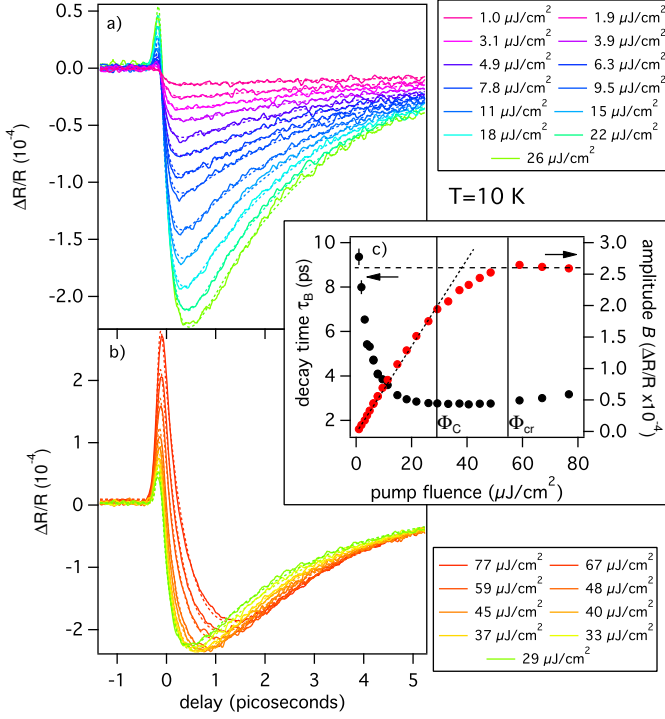 a)
0.0
-0.5
-1.0
-1.5
-2.0
ΔR/R (10⁻⁴)
1.0 μJ/cm² 1.9 μJ/cm²
3.1 μJ/cm² 3.9 μJ/cm²
4.9 μJ/cm² 6.3 μJ/cm²
7.8 μJ/cm² 9.5 μJ/cm²
11 μJ/cm² 15 μJ/cm²
18 μJ/cm² 22 μJ/cm²
26 μJ/cm²
T=10 K
c)
10
8
6
4
2
decay time τ_B (ps)
3.0
2.5
2.0
1.5
1.0
0.5
0.0
amplitude B (ΔR/R x10⁻⁴)
Φ_C Φ_cr
0 20 40 60 80
pump fluence (μJ/cm²)
b)
2
1
0
-1
-2
ΔR/R (10⁻⁴)
-1 0 1 2 3 4 5
delay (picoseconds)
77 μJ/cm² 67 μJ/cm²
59 μJ/cm² 48 μJ/cm²
45 μJ/cm² 40 μJ/cm²
37 μJ/cm² 33 μJ/cm²
29 μJ/cm²